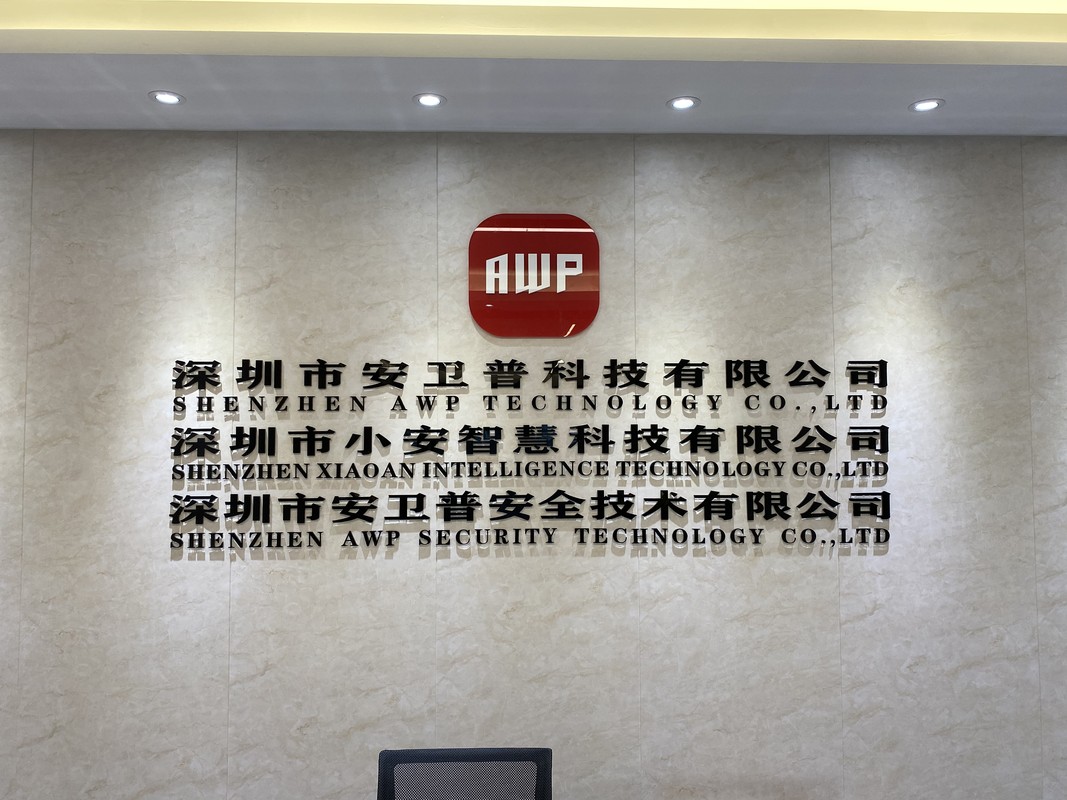 AWP
深圳市安卫普科技有限公司
SHENZHEN AWP TECHNOLOGY CO.,LTD
深圳市小安智慧科技有限公司
SHENZHEN XIAOAN INTELLIGENCE TECHNOLOGY CO.,LTD
深圳市安卫普安全技术有限公司
SHENZHEN AWP SECURITY TECHNOLOGY CO.,LTD